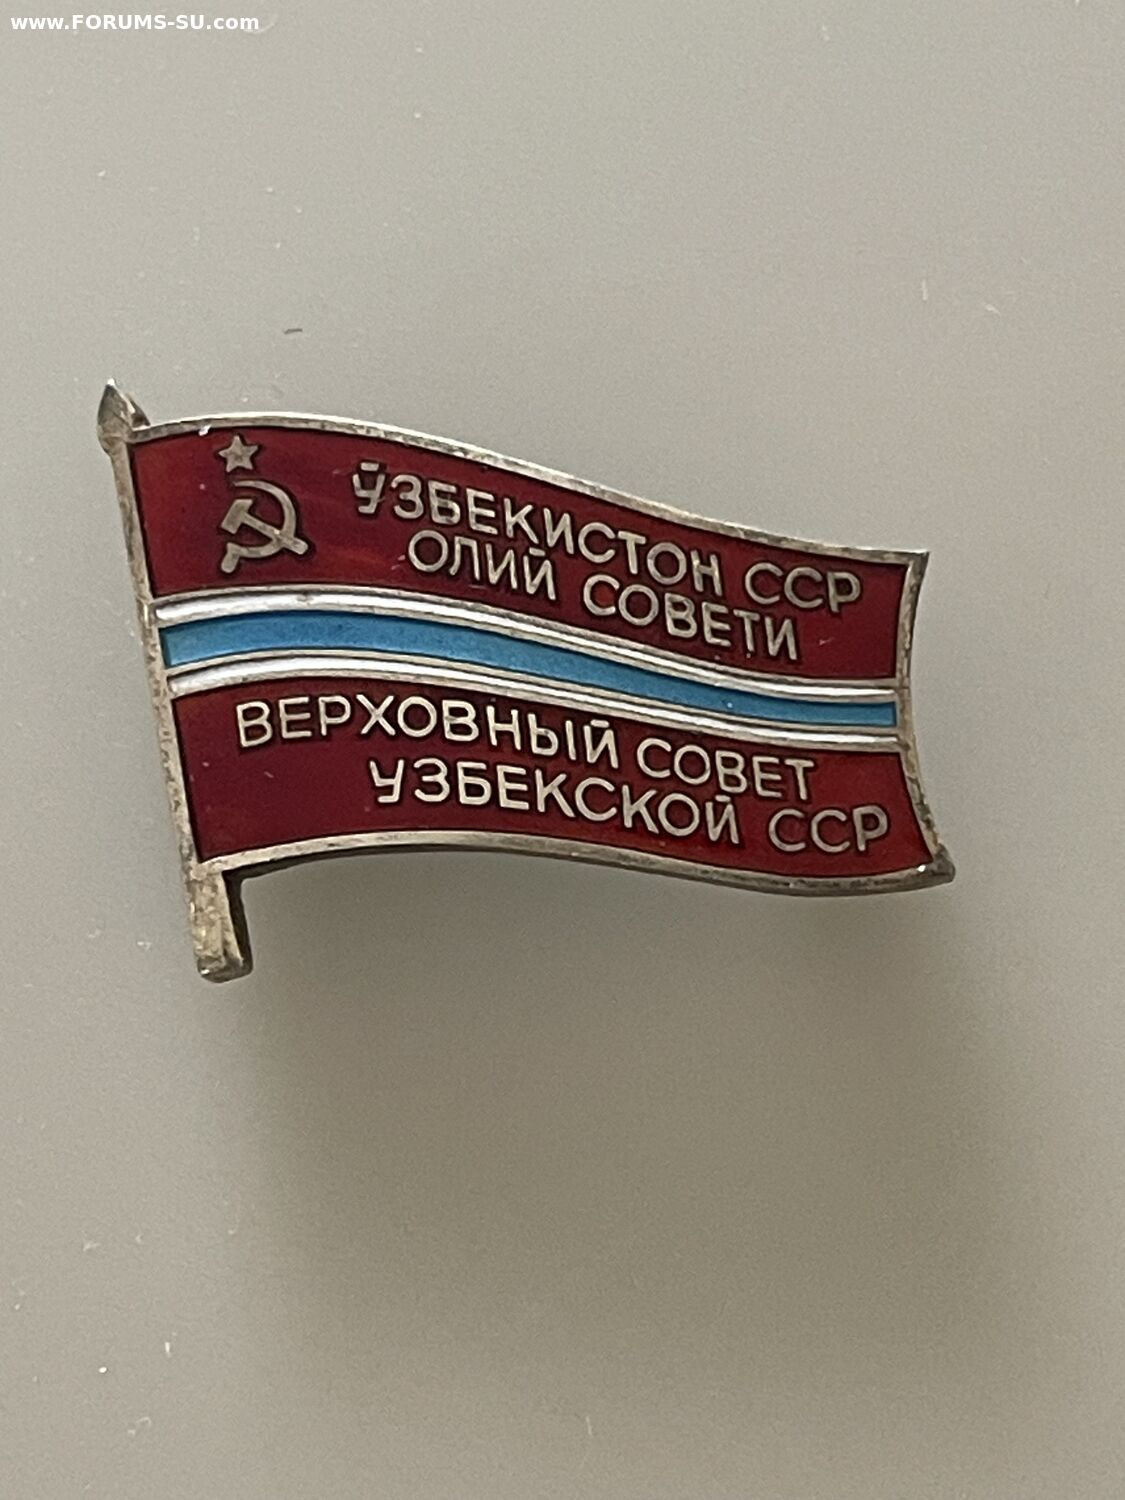 www.FORUMS-SU.com
ЎЗБЕКИСТОН ССР
ОЛИЙ СОВЕТИ
ВЕРХОВНЫЙ СОВЕТ
УЗБЕКСКОЙ ССР